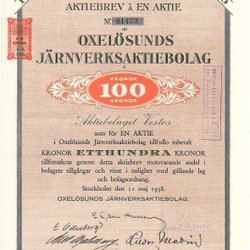 AKTIEBREV Å EN AKTIE
№ 61473
OXELÖSUNDS
JÄRNVERKSAKTIEBOLAG
Å
KRONOR
100
KRONOR
Aktiebolaget Vestos
som för EN AKTIE
i Oxelösunds Järnverksaktiebolag tillfullo inbetalt
KRONOR ETTHUNDRA KRONOR
tillförsäkras genom detta aktiebrev motsvarande andel i
bolagets tillgångar och vinst i enlighet med gällande lag
och bolagsordning.
Stockholm den 12 maj 1938.
OXELÖSUNDS JÄRNVERKSAKTIEBOLAG